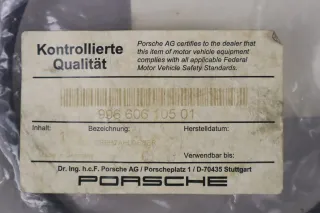 Kontrollierte
Qualität
Porsche AG certifies to the dealer that
this item of motor vehicle equipment
complies with all applicable Federal
Motor Vehicle Safety Standards.
996 606 105 01
Inhalt: Bezeichnung: Herstelldatum:
Verwendbar bis:
Dr. Ing. h.c.F. Porsche AG / Porscheplatz 1 / D-70435 Stuttgart
PORSCHE